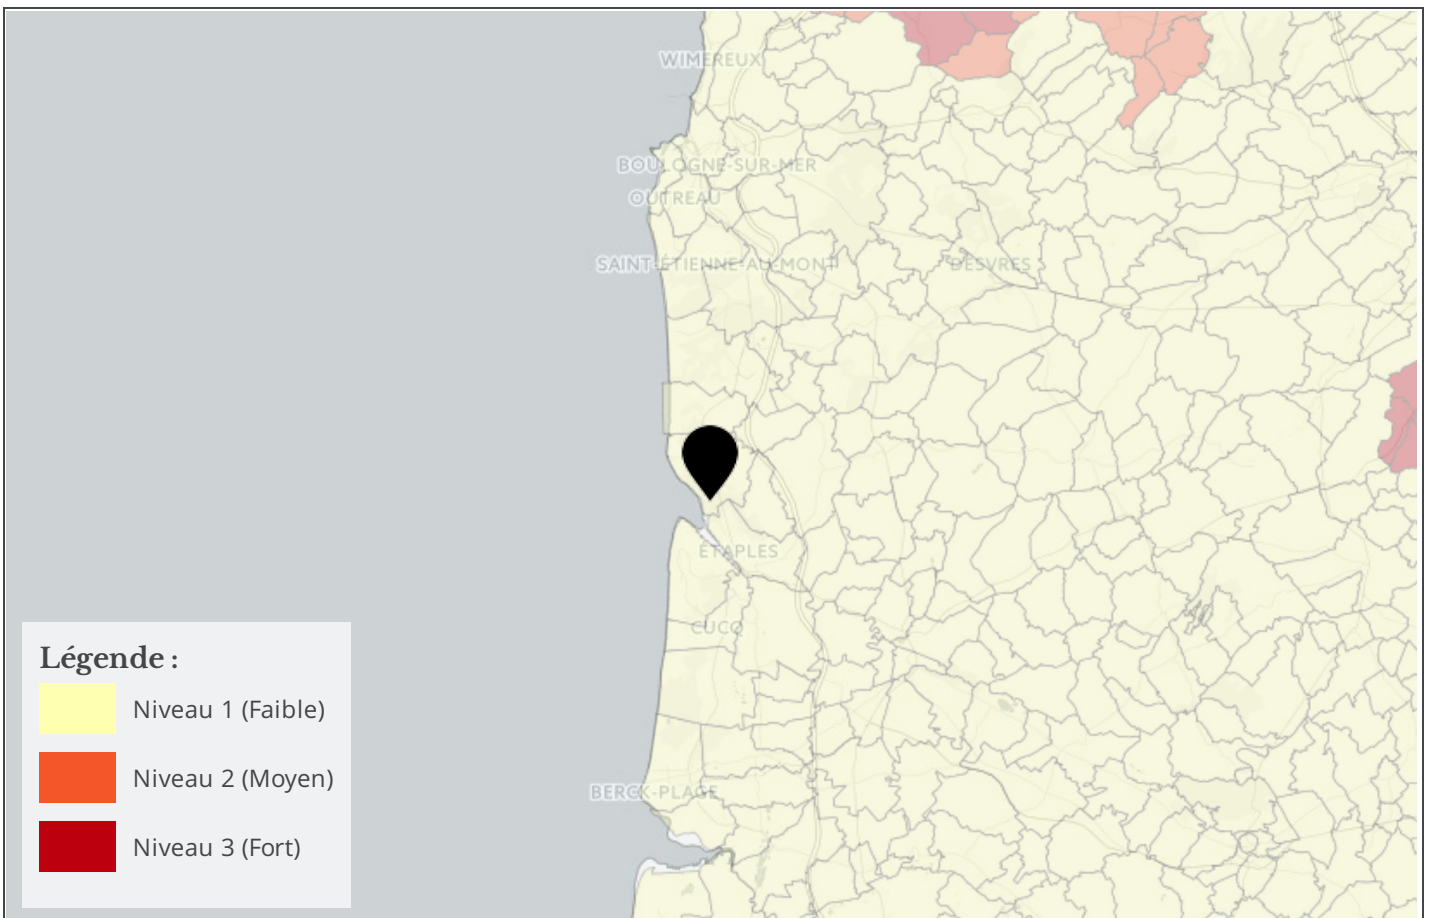 WIMEREUX
BOULOGNE-SUR-MER
OUTREAU
SAINT-ÉTIENNE-AU-MONT
DESVRES
ÉTAPLES
CUCQ
BERCK-PLAGE
Légende :
Niveau 1 (Faible)
Niveau 2 (Moyen)
Niveau 3 (Fort)